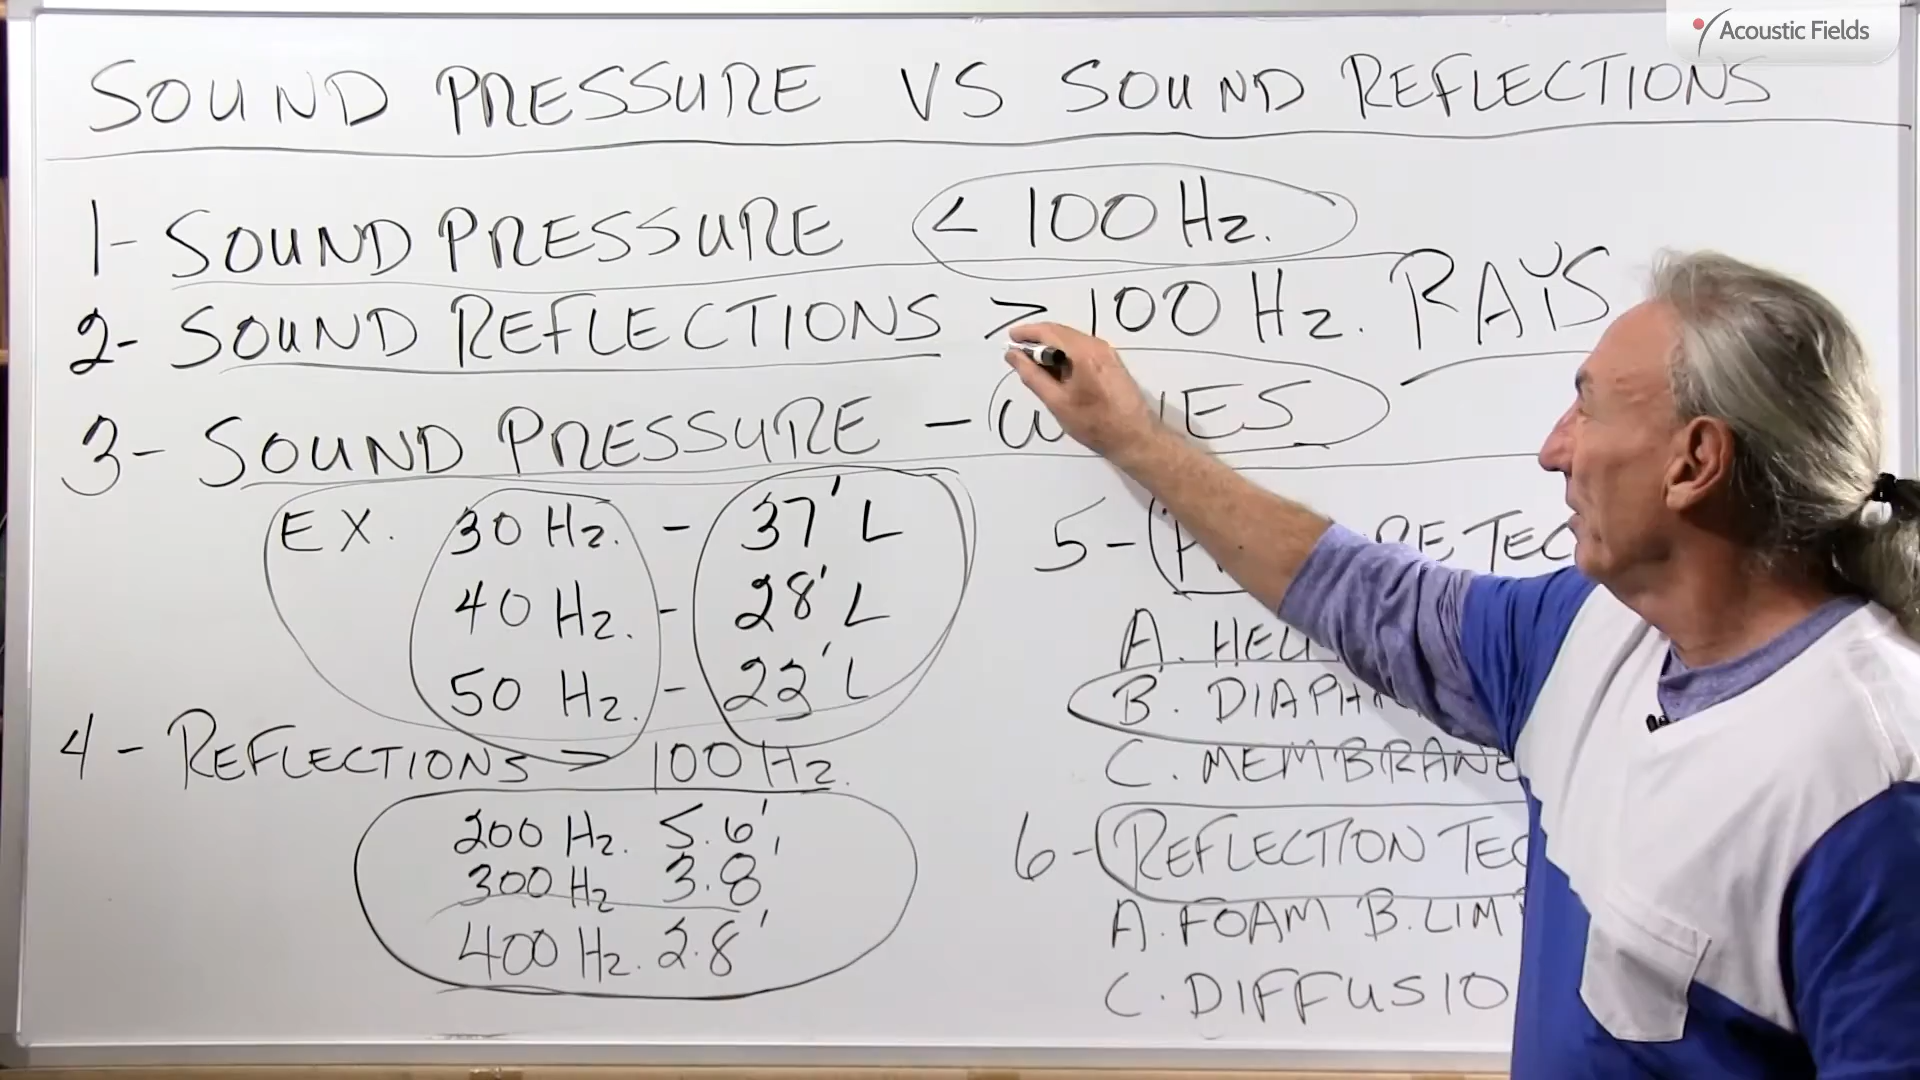 Acoustic Fields
SOUND PRESSURE VS SOUND REFLECTIONS
1- SOUND PRESSURE < 100 Hz.
2- SOUND REFLECTIONS > 100 Hz. RAYS
3- SOUND PRESSURE -
EX. 30 Hz. - 37' L
40 Hz. - 28' L
50 Hz. - 23' L
4- REFLECTIONS > 100 Hz.
200 Hz. 5.6'
300 Hz 3.8'
400 Hz. 2.8'
5-
A.
B.
C. MEMBRANE
6- REFLECTION
A. FOAM B.
C.